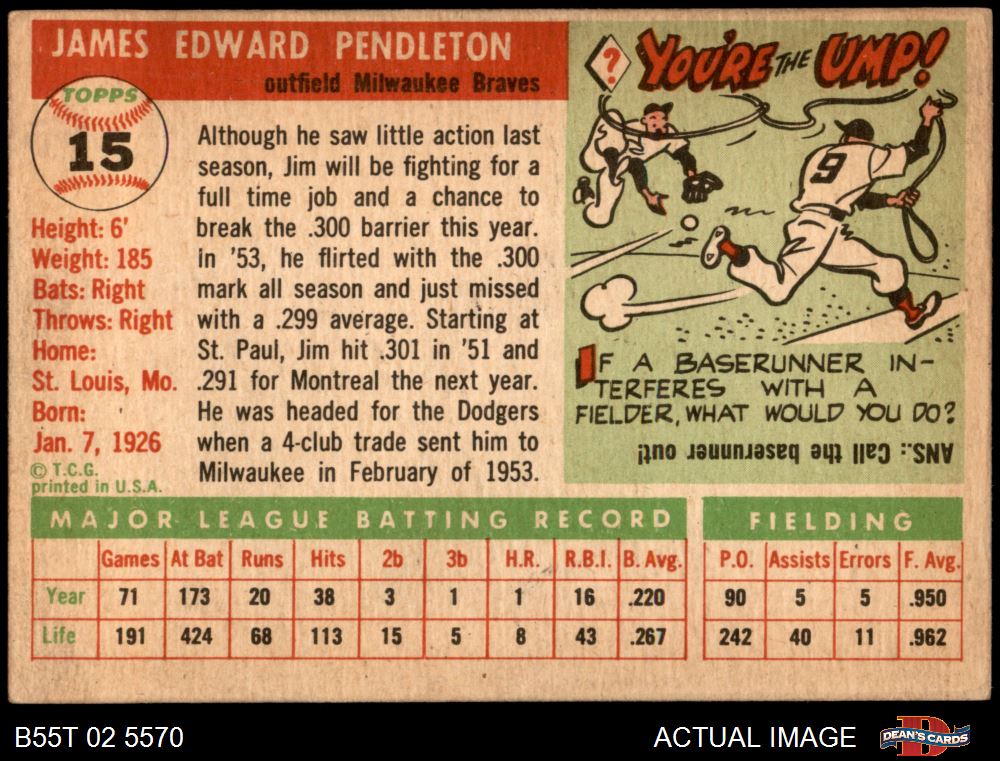 JAMES EDWARD PENDLETON
outfield Milwaukee Braves
TOPPS
15
Height: 6'
Weight: 185
Bats: Right
Throws: Right
Home:
St. Louis, Mo.
Born:
Jan. 7, 1926
© T.C.G.
printed in U.S.A.
Although he saw little action last
season, Jim will be fighting for a
full time job and a chance to
break the .300 barrier this year.
In '53, he flirted with the .300
mark all season and just missed
with a .299 average. Starting at
St. Paul, Jim hit .301 in '51 and
.291 for Montreal the next year.
He was headed for the Dodgers
when a 4-club trade sent him to
Milwaukee in February of 1953.
? YOU'RE THE UMP!
9
IF A BASERUNNER IN-
TERFERES WITH A
FIELDER, WHAT WOULD YOU DO?
ANS.: Call the baserunner out!
MAJOR LEAGUE BATTING RECORD
Games At Bat Runs Hits 2b 3b H.R. R.B.I. B. Avg.
Year 71 173 20 38 3 1 1 16 .220
Life 191 424 68 113 15 5 8 43 .267
FIELDING
P.O. Assists Errors F. Avg.
90 5 5 .950
242 40 11 .962
B55T 02 5570
ACTUAL IMAGE
D
DEAN'S CARDS